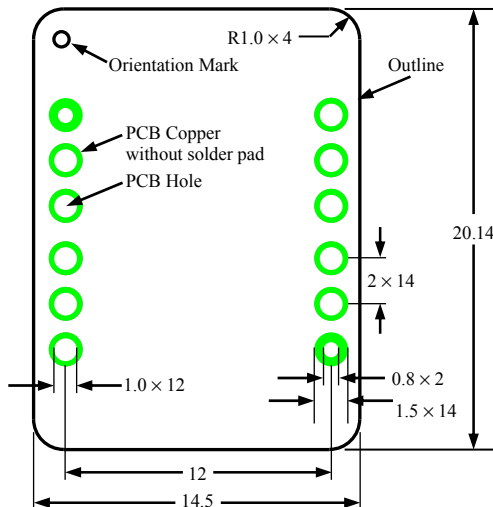 R1.0 × 4
Orientation Mark
Outline
PCB Copper
without solder pad
PCB Hole
20.14
2 × 14
1.0 × 12
0.8 × 2
1.5 × 14
12
14.5